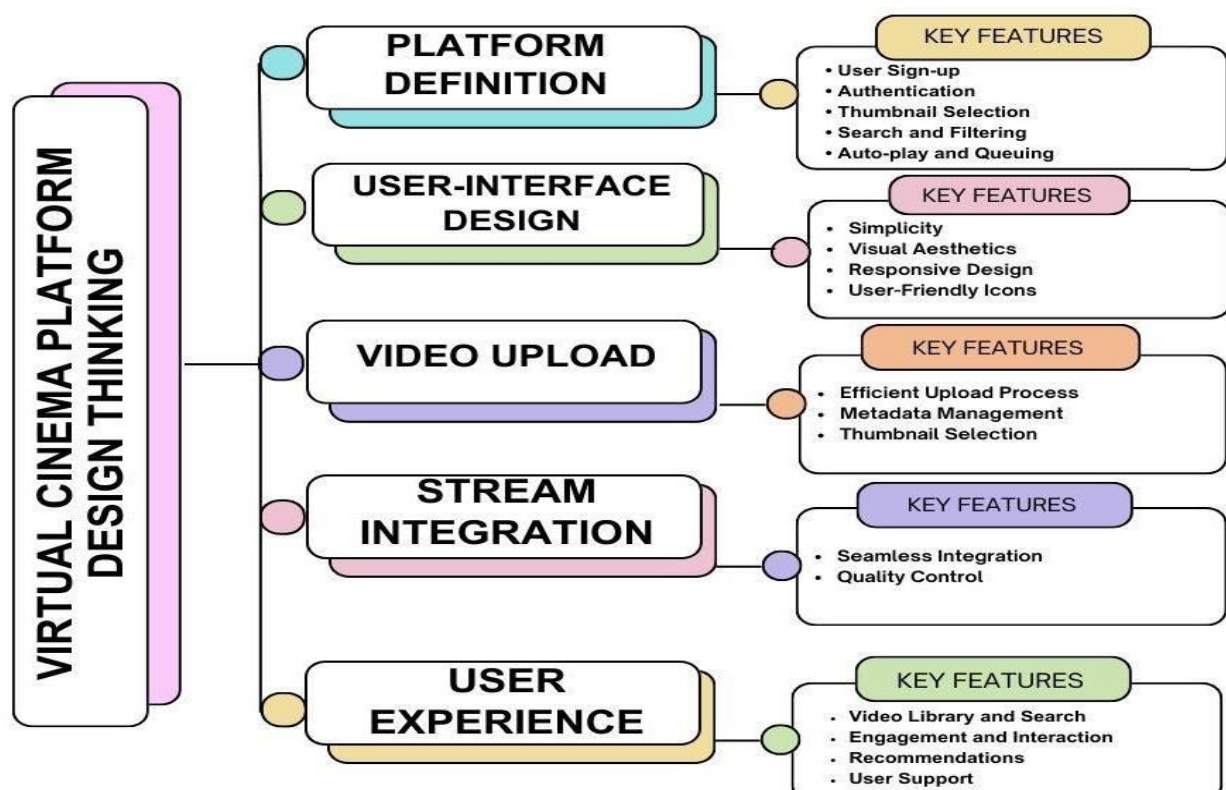 VIRTUAL CINEMA PLATFORM
DESIGN THINKING
PLATFORM
DEFINITION
KEY FEATURES
• User Sign-up
• Authentication
• Thumbnail Selection
• Search and Filtering
• Auto-play and Queuing
USER-INTERFACE
DESIGN
KEY FEATURES
• Simplicity
• Visual Aesthetics
• Responsive Design
• User-Friendly Icons
VIDEO UPLOAD
KEY FEATURES
• Efficient Upload Process
• Metadata Management
• Thumbnail Selection
STREAM
INTEGRATION
KEY FEATURES
• Seamless Integration
• Quality Control
USER
EXPERIENCE
KEY FEATURES
• Video Library and Search
• Engagement and Interaction
• Recommendations
• User Support